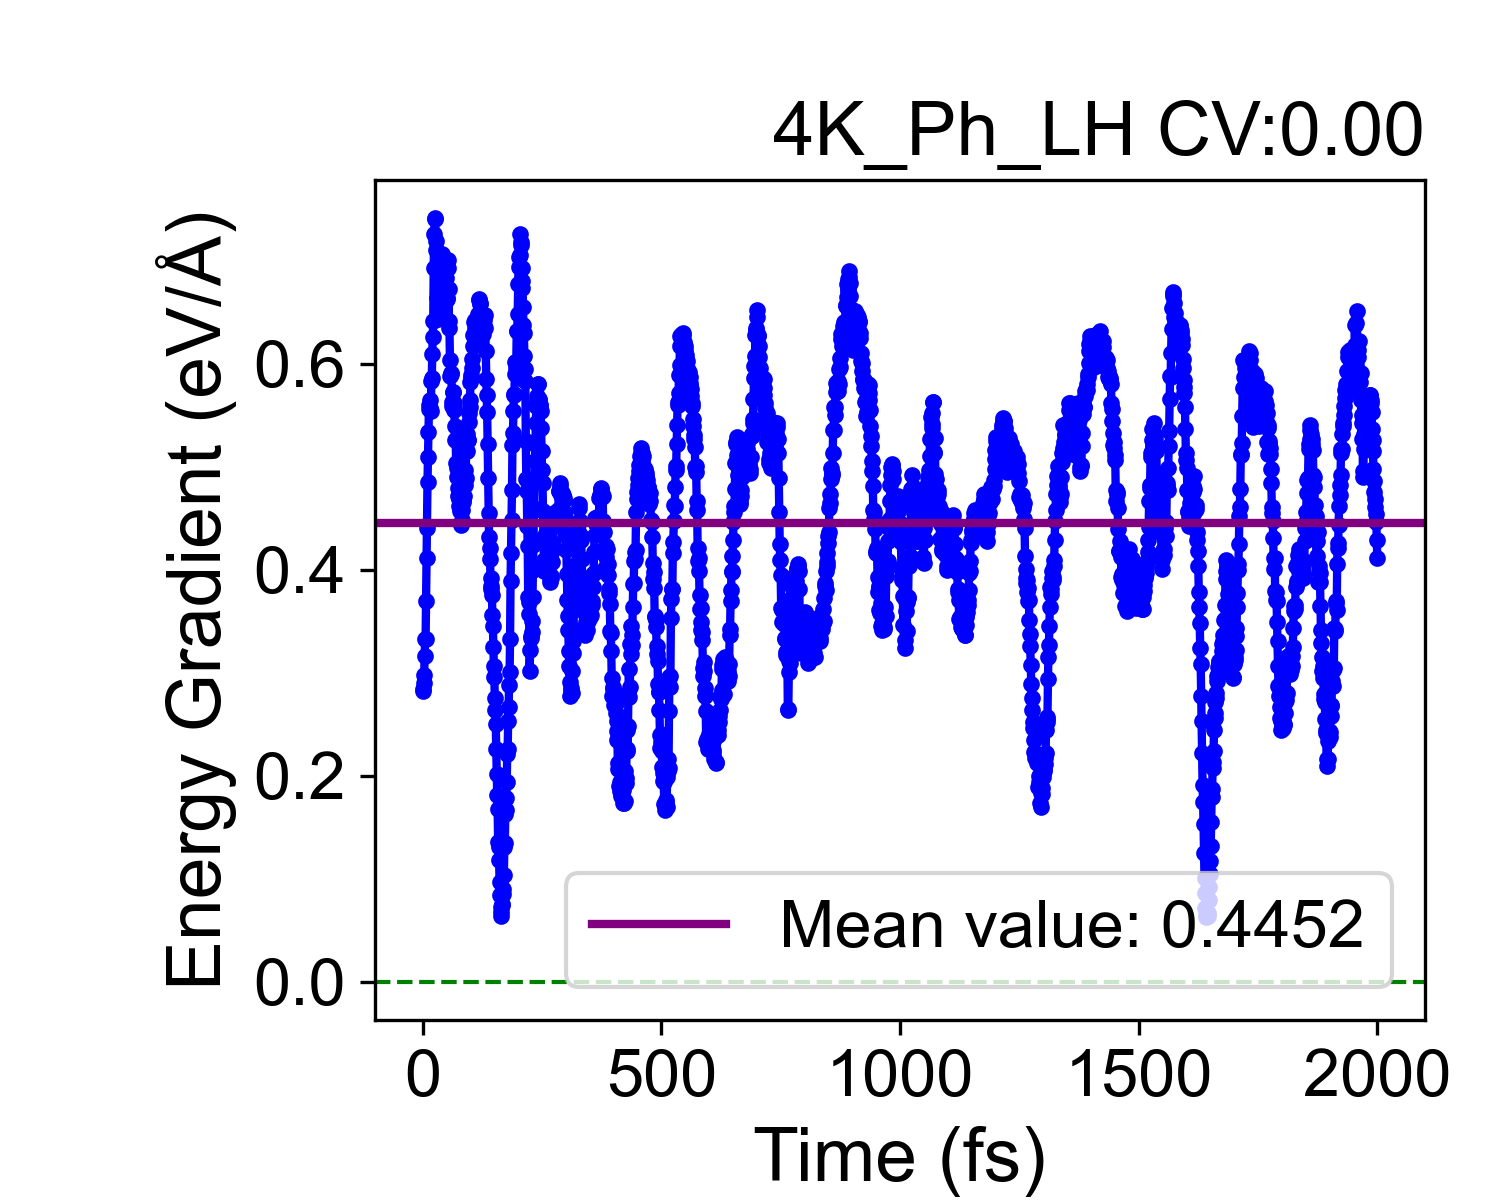 4K_Ph_LH CV:0.00
Energy Gradient (eV/Å)
0.6
0.4
0.2
0.0
Mean value: 0.4452
0 500 1000 1500 2000
Time (fs)